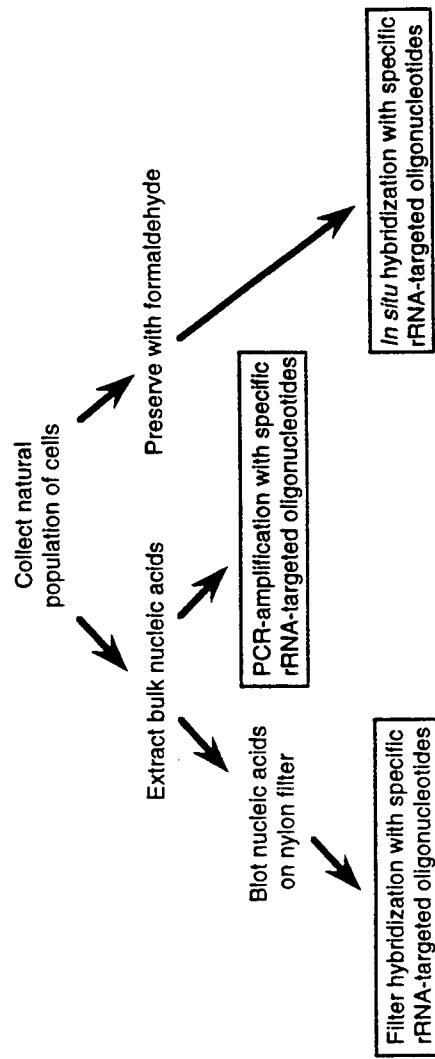 Collect natural
population of cells
Extract bulk nucleic acids
Preserve with formaldehyde
Blot nucleic acids
on nylon filter
PCR-amplification with specific
rRNA-targeted oligonucleotides
Filter hybridization with specific
rRNA-targeted oligonucleotides
In situ hybridization with specific
rRNA-targeted oligonucleotides